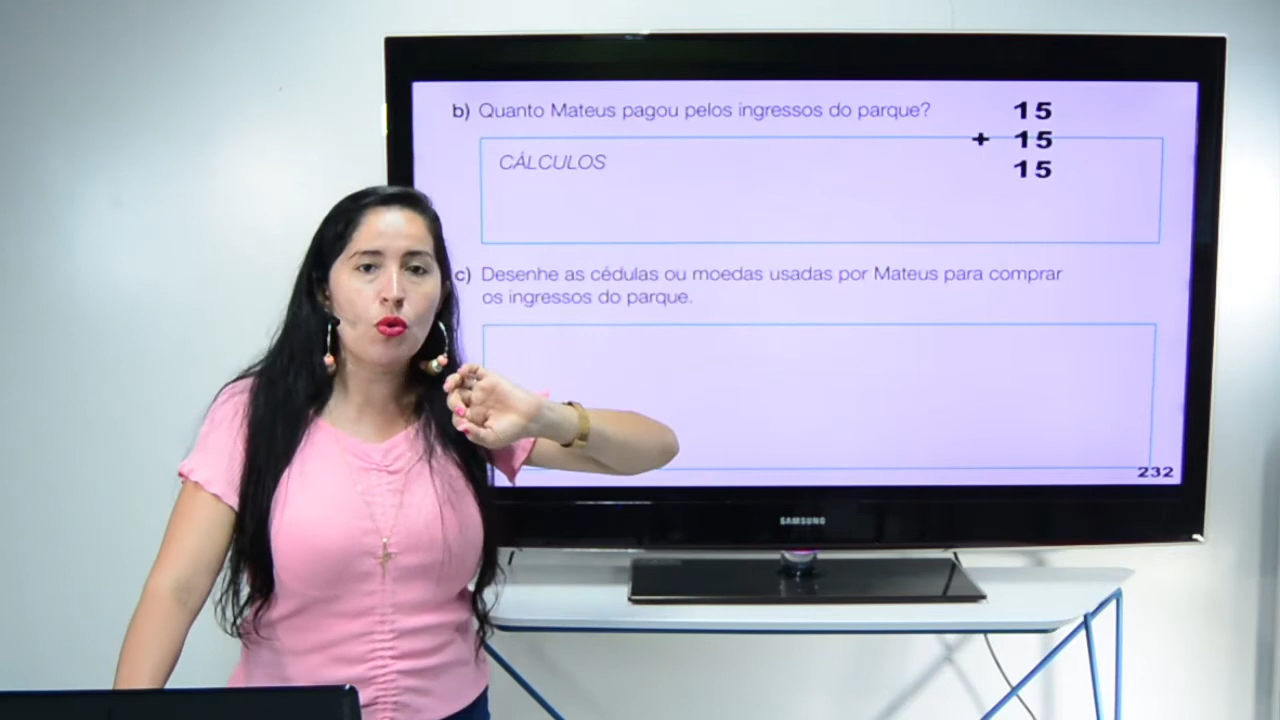 b) Quanto Mateus pagou pelos ingressos do parque?
15
+ 15
15
CÁLCULOS
c) Desenhe as cédulas ou moedas usadas por Mateus para comprar
os ingressos do parque.
232
SAMSUNG